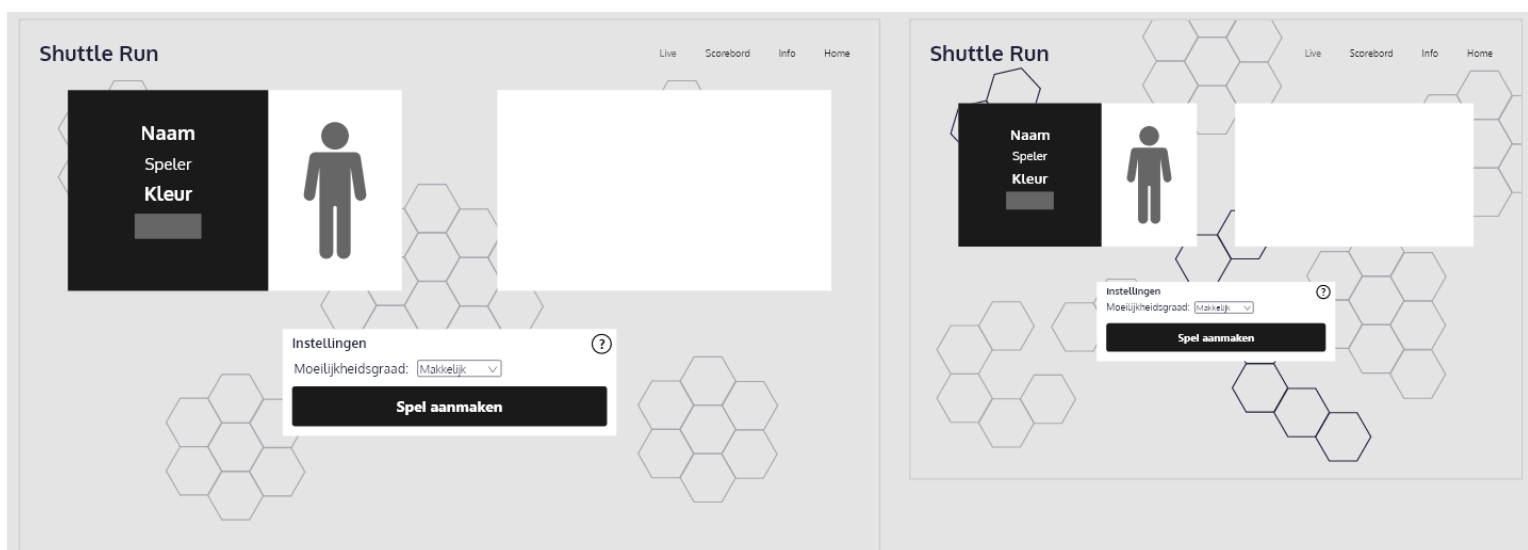 Shuttle Run
Live Scorebord Info Home
Naam
Speler
Kleur
Instellingen
?
Moeilijkheidsgraad: Makkelijk
Spel aanmaken
Shuttle Run
Live Scorebord Info Home
Naam
Speler
Kleur
Instellingen
?
Moeilijkheidsgraad: Makkelijk
Spel aanmaken